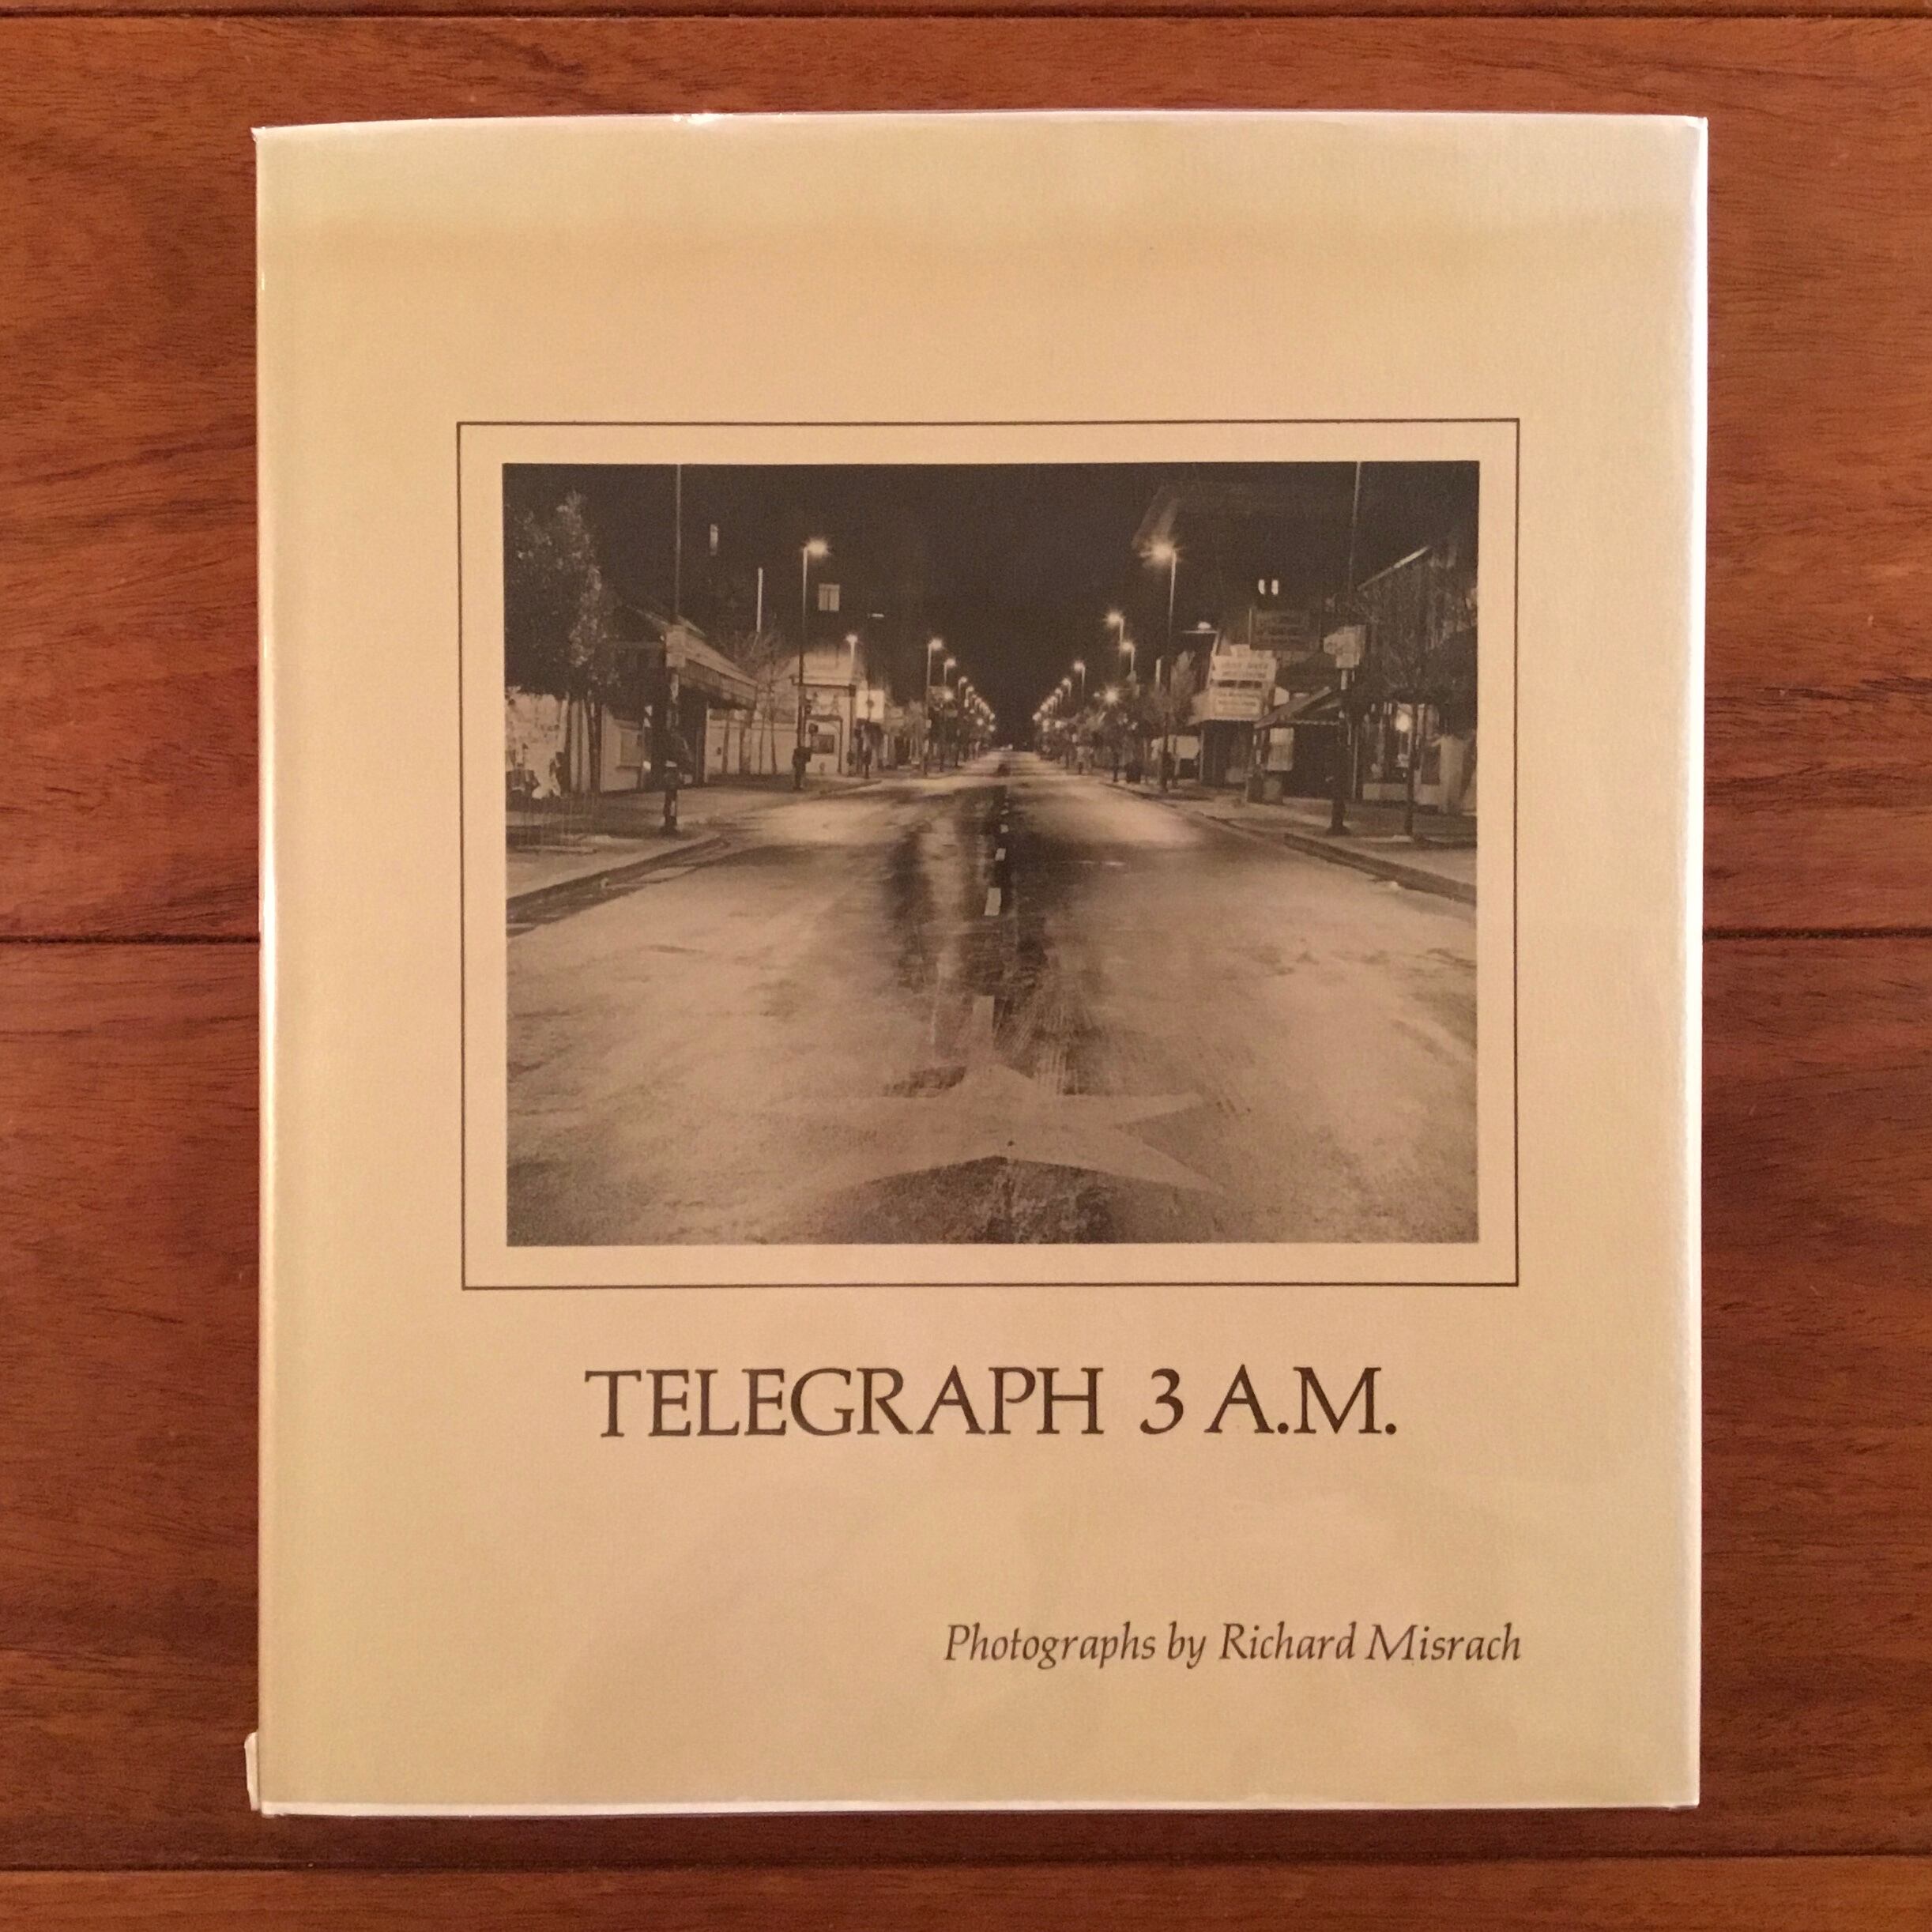 TELEGRAPH 3 A.M.
Photographs by Richard Misrach